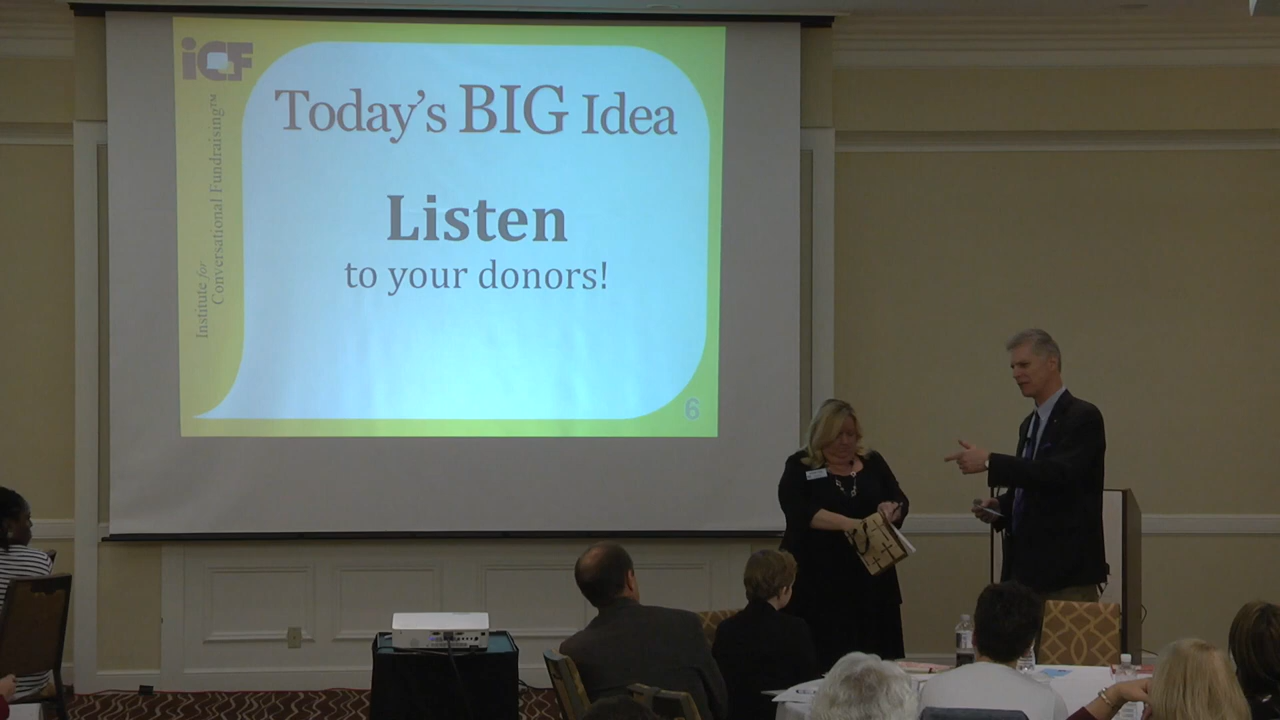 iCF
Institute for
Conversational Fundraising™
Today's BIG Idea
Listen
to your donors!
6